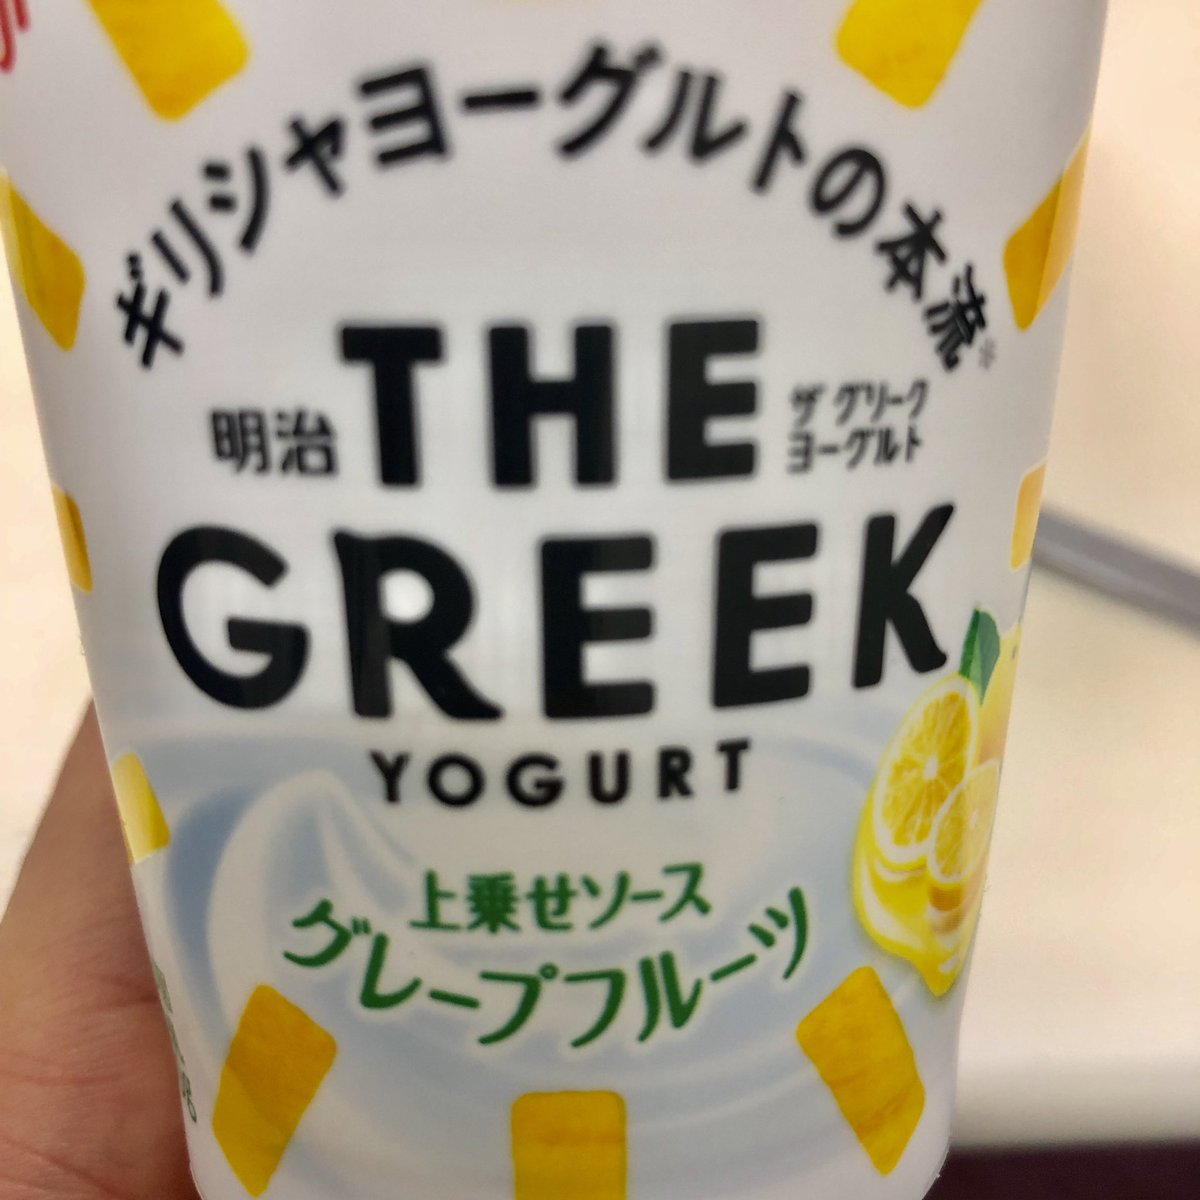 ギリシャヨーグルトの本流※
明治
THE
ザ グリーク
ヨーグルト
GREEK
YOGURT
上乗せソース
グレープフルーツ